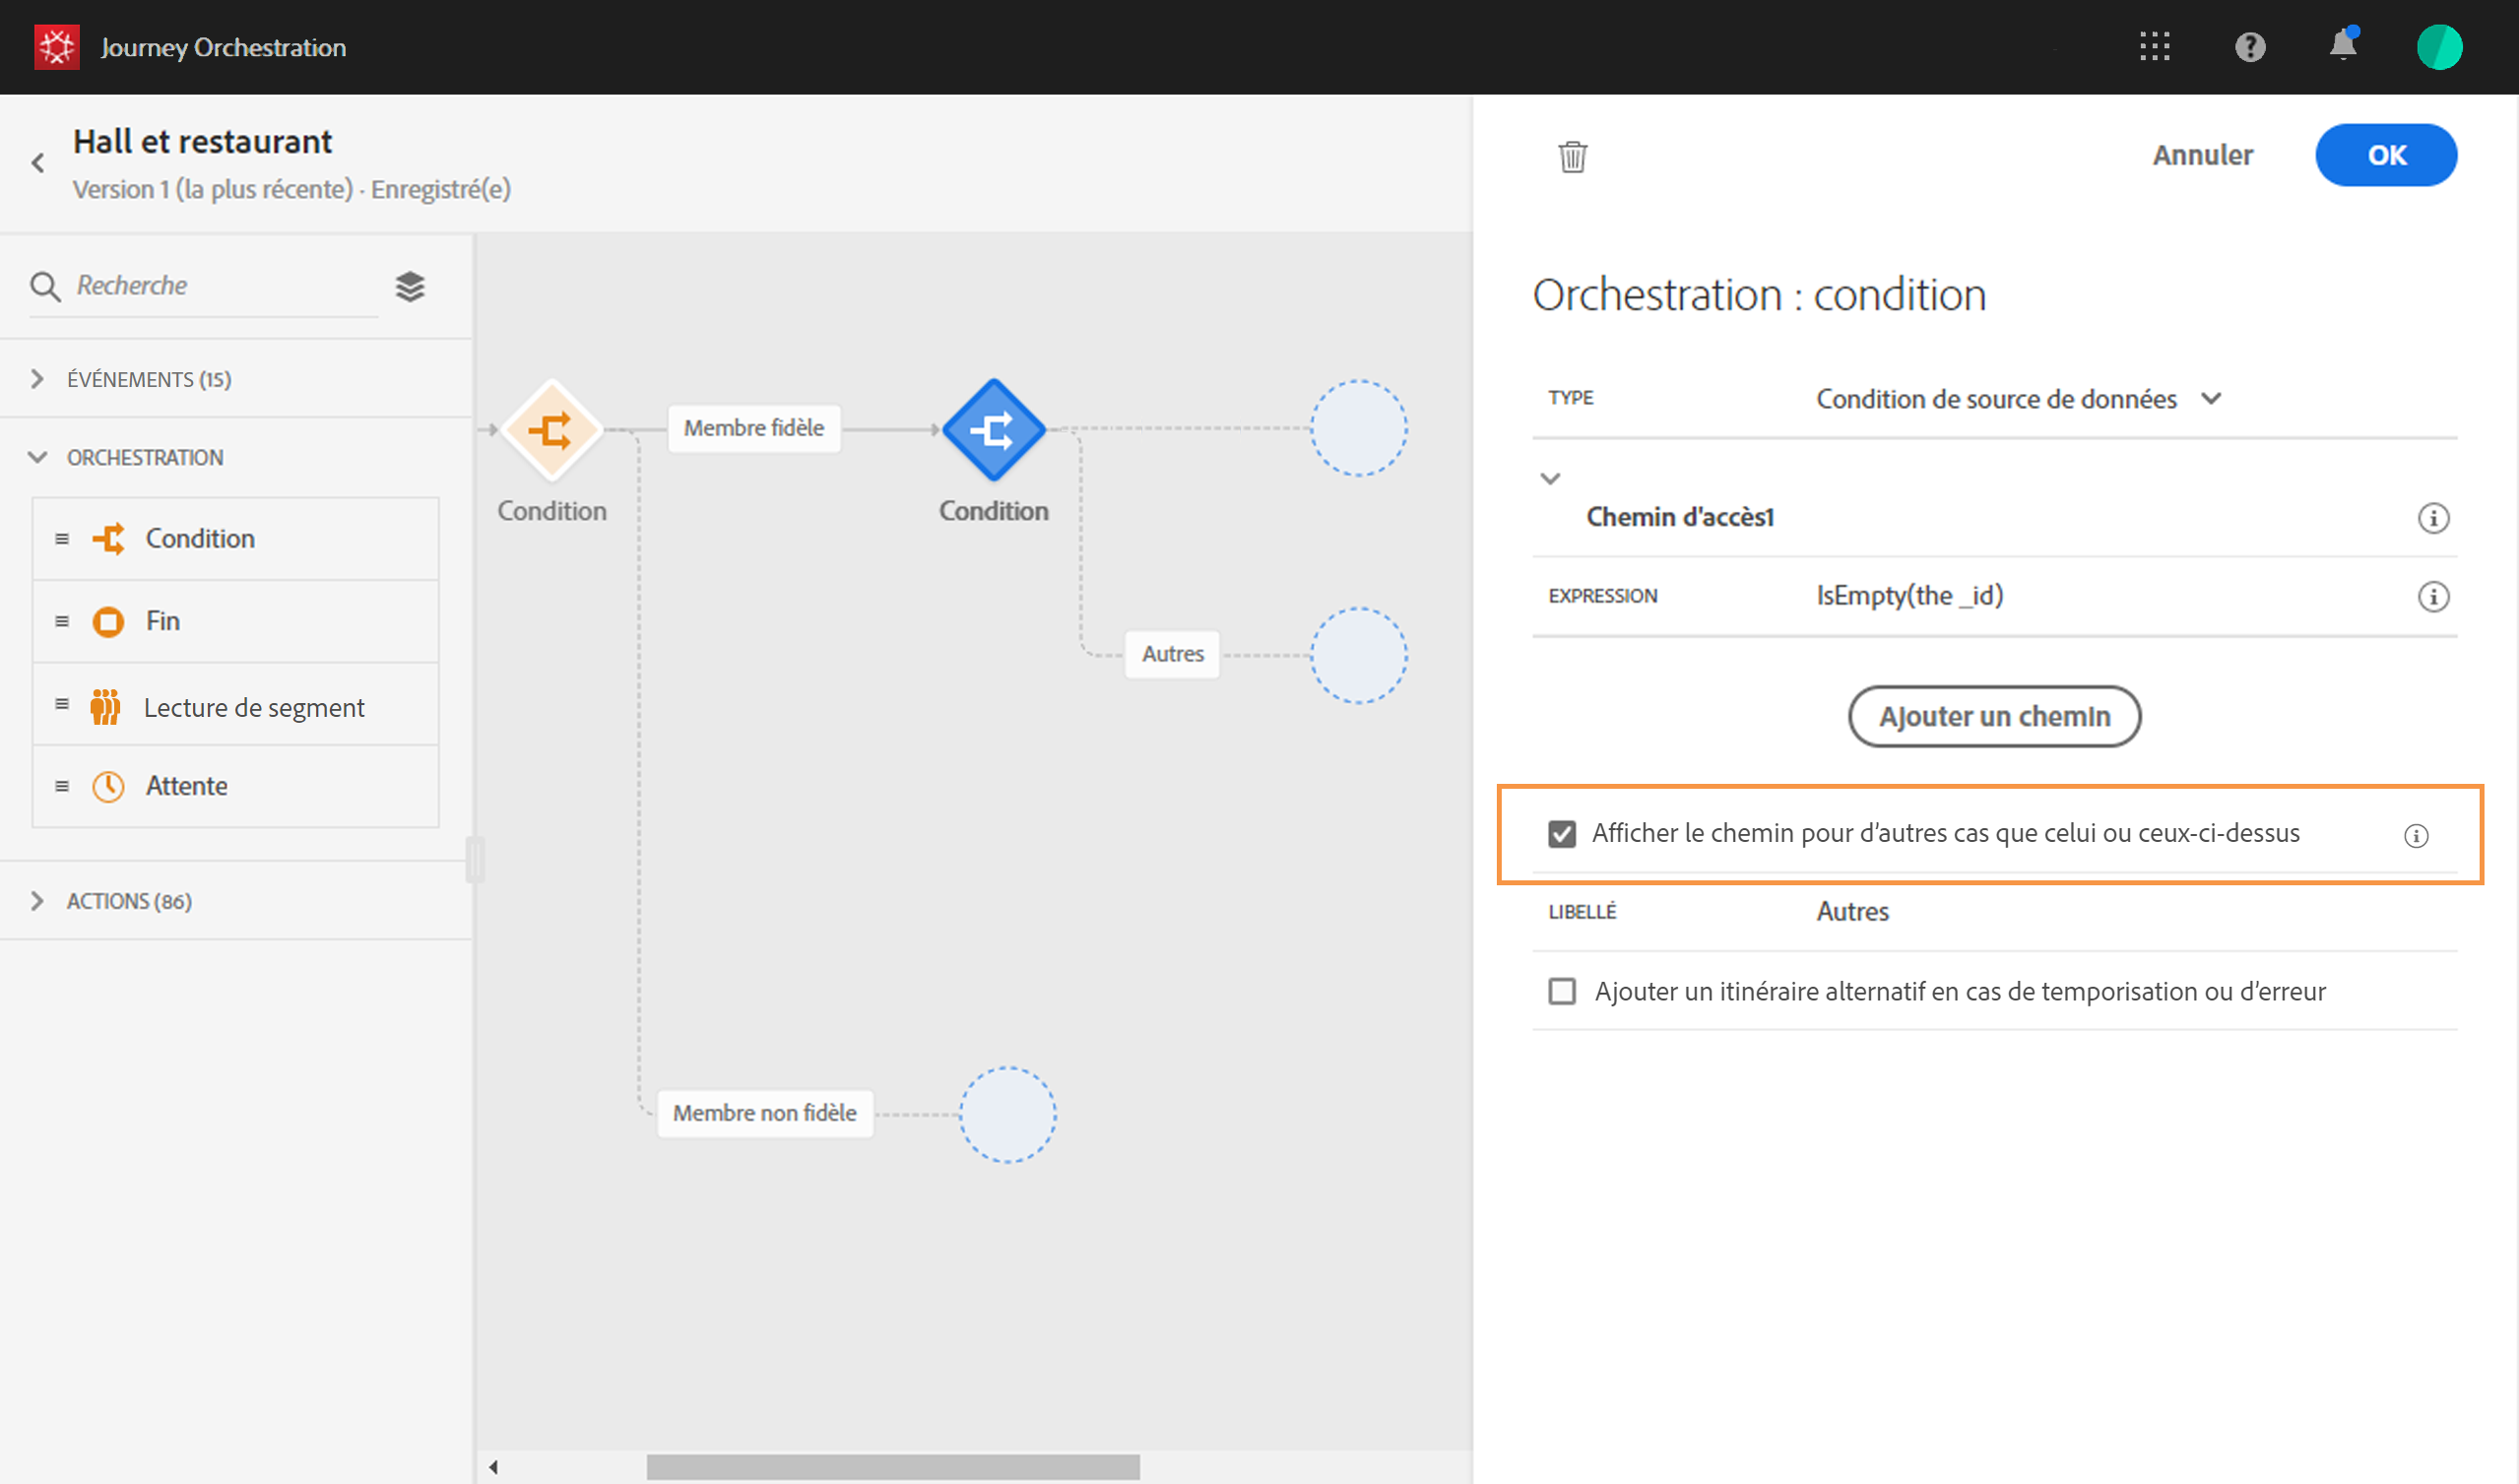 Journey Orchestration
Hall et restaurant
Version 1 (la plus récente) · Enregistré(e)
Annuler
OK
Recherche
ÉVÉNEMENTS (15)
ORCHESTRATION
Condition
Fin
Lecture de segment
Attente
ACTIONS (86)
Membre fidèle
Condition
Condition
Autres
Membre non fidèle
Orchestration : condition
TYPE
Condition de source de données
Chemin d'accès1
EXPRESSION
IsEmpty(the _id)
Ajouter un chemin
Afficher le chemin pour d’autres cas que celui ou ceux-ci-dessus
LIBELLÉ
Autres
Ajouter un itinéraire alternatif en cas de temporisation ou d’erreur